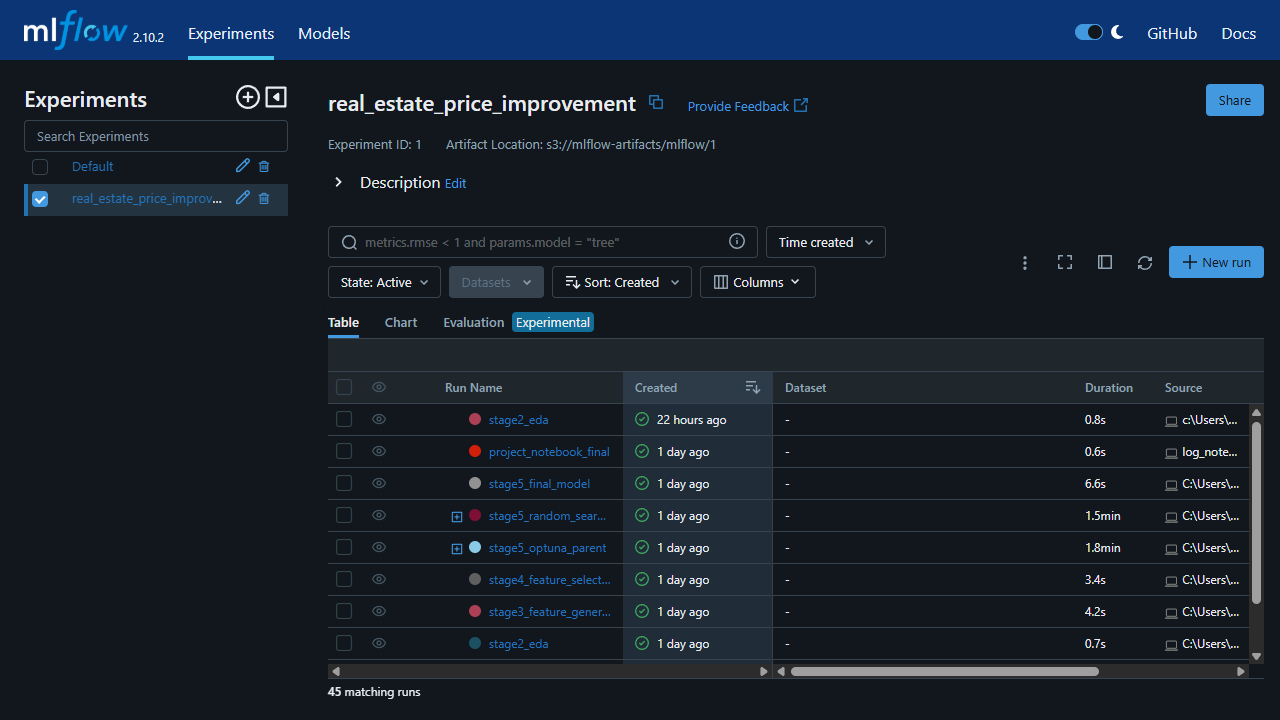 mlflow 2.10.2 Experiments Models GitHub Docs
Experiments
Search Experiments
Default
real_estate_price_improv...
real_estate_price_improvement Provide Feedback Share
Experiment ID: 1 Artifact Location: s3://mlflow-artifacts/mlflow/1
Description Edit
metrics.rmse < 1 and params.model = "tree" Time created
State: Active Datasets Sort: Created Columns New run
Table Chart Evaluation Experimental
Run Name Created Dataset Duration Source
stage2_eda 22 hours ago - 0.8s c:\Users\...
project_notebook_final 1 day ago - 0.6s log_note...
stage5_final_model 1 day ago - 6.6s C:\Users\...
stage5_random_sear... 1 day ago - 1.5min C:\Users\...
stage5_optuna_parent 1 day ago - 1.8min C:\Users\...
stage4_feature_select... 1 day ago - 3.4s C:\Users\...
stage3_feature_gener... 1 day ago - 4.2s C:\Users\...
stage2_eda 1 day ago - 0.7s C:\Users\...
45 matching runs